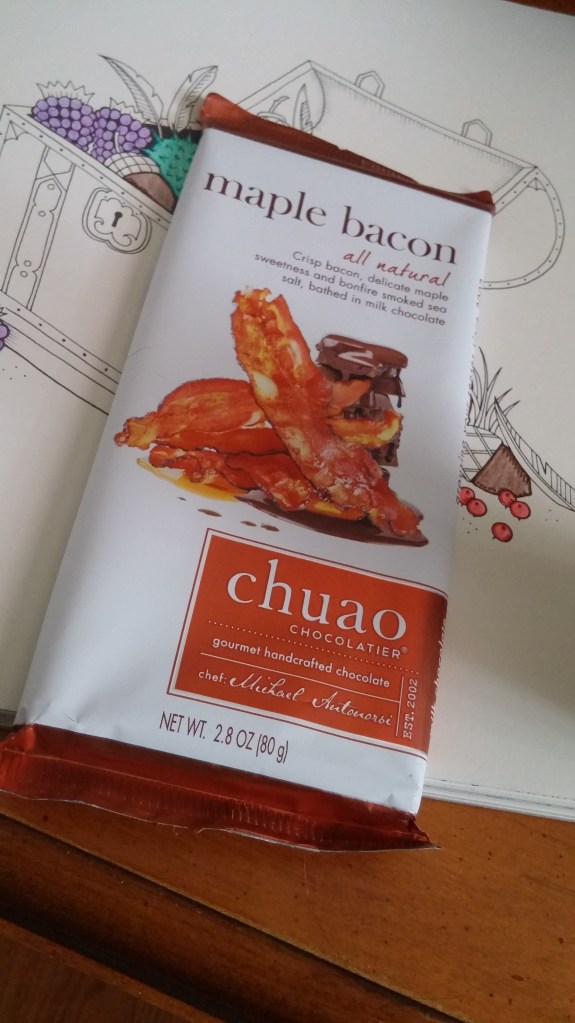 maple bacon
all natural
Crisp bacon, delicate maple
sweetness and bonfire smoked sea
salt, bathed in milk chocolate
chuao
CHOCOLATIER®
gourmet handcrafted chocolate
chef: Michael Antonorsi
EST. 2002
NET WT. 2.8 OZ (80 g)